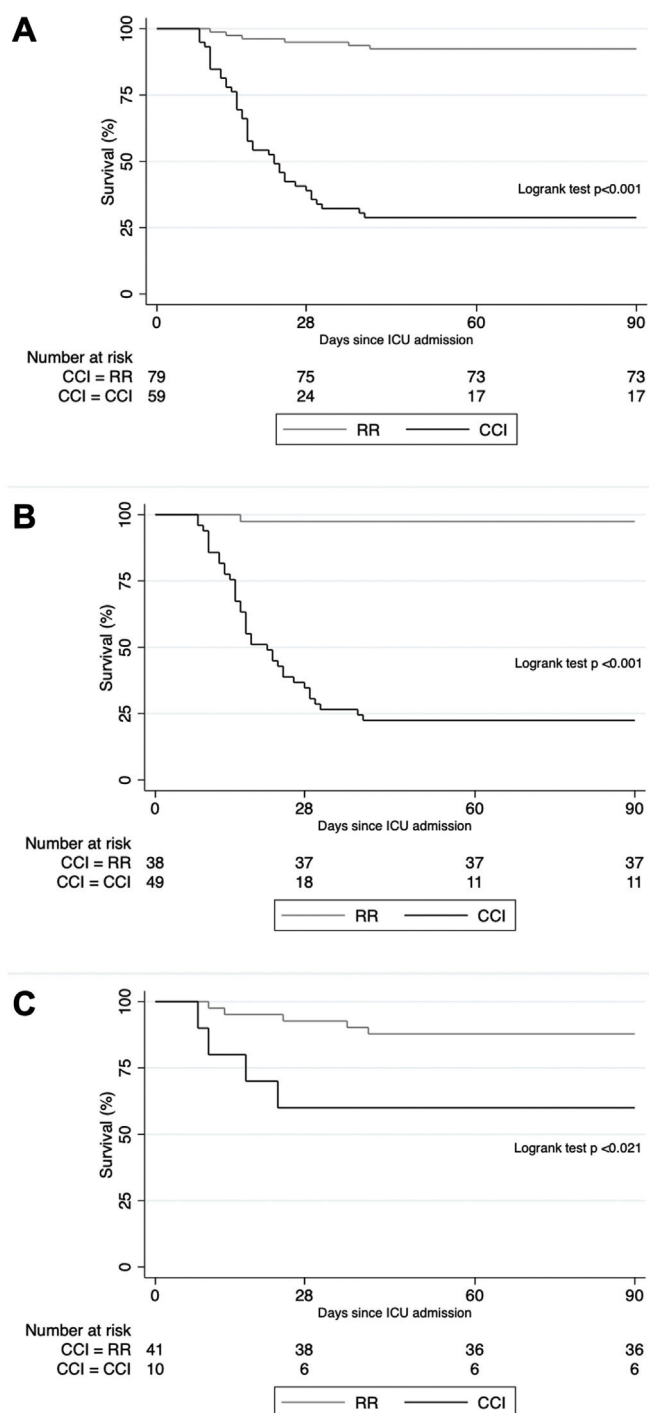 A
100
75
50
25
0
Survival (%)
Logrank test p<0.001
0 28 60 90
Days since ICU admission
Number at risk
CCI = RR 79 75 73 73
CCI = CCI 59 24 17 17
RR CCI
B
100
75
50
25
0
Survival (%)
Logrank test p <0.001
0 28 60 90
Days since ICU admission
Number at risk
CCI = RR 38 37 37 37
CCI = CCI 49 18 11 11
RR CCI
C
100
75
50
25
0
Survival (%)
Logrank test p <0.021
0 28 60 90
Days since ICU admission
Number at risk
CCI = RR 41 38 36 36
CCI = CCI 10 6 6 6
RR CCI